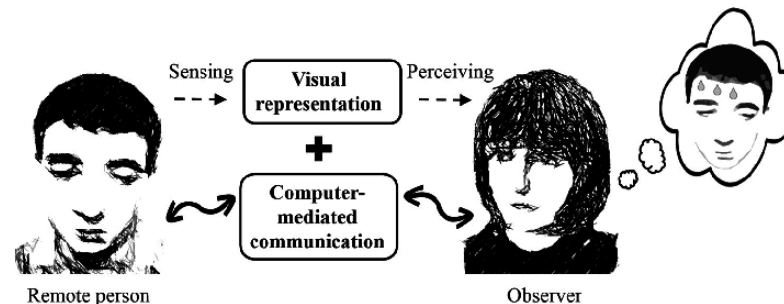 Sensing
Visual
representation
Perceiving
+
Computer-
mediated
communication
Remote person
Observer